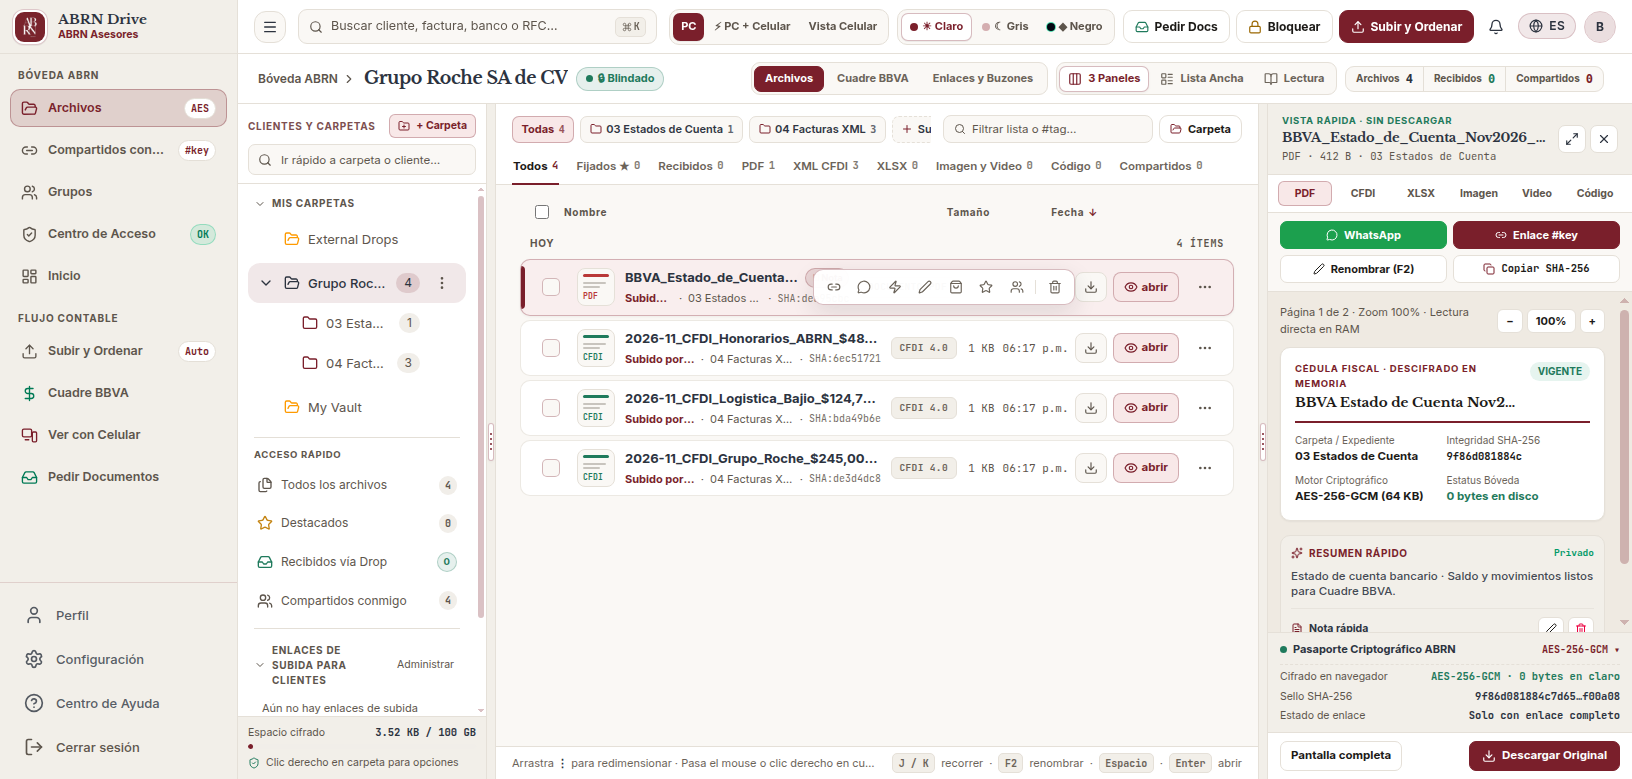 ABRN Drive
ABRN Asesores
Buscar cliente, factura, banco o RFC...
⌘K
PC
⚡ PC + Celular
Vista Celular
☀ Claro
☾ Gris
◆ Negro
Pedir Docs
Bloquear
Subir y Ordenar
ES
B
BÓVEDA ABRN
Archivos AES
Compartidos con... #key
Grupos
Centro de Acceso OK
Inicio
FLUJO CONTABLE
Subir y Ordenar Auto
Cuadre BBVA
Ver con Celular
Pedir Documentos
Perfil
Configuración
Centro de Ayuda
Cerrar sesión
Bóveda ABRN > Grupo Roche SA de CV
Blindado
Archivos
Cuadre BBVA
Enlaces y Buzones
3 Paneles
Lista Ancha
Lectura
Archivos 4
Recibidos 0
Compartidos 0
CLIENTES Y CARPETAS
+ Carpeta
Ir rápido a carpeta o cliente...
MIS CARPETAS
External Drops
Grupo Roc... 4
03 Esta... 1
04 Fact... 3
My Vault
ACCESO RÁPIDO
Todos los archivos 4
Destacados 0
Recibidos vía Drop 0
Compartidos conmigo 4
ENLACES DE
SUBIDA PARA
CLIENTES
Administrar
Aún no hay enlaces de subida
Espacio cifrado 3.52 KB / 100 GB
Clic derecho en carpeta para opciones
Todas 4
03 Estados de Cuenta 1
04 Facturas XML 3
+ Su
Filtrar lista o #tag...
Carpeta
Todos 4
Fijados ★ 0
Recibidos 0
PDF 1
XML CFDI 3
XLSX 0
Imagen y Video 0
Código 0
Compartidos 0
Nombre
Tamaño
Fecha ↓
HOY
4 ÍTEMS
PDF
BBVA_Estado_de_Cuenta...
Subid... · 03 Estados ... · SHA:de
abrir
CFDI
2026-11_CFDI_Honorarios_ABRN_$48...
Subido por... · 04 Facturas X... · SHA:6ec51721
CFDI 4.0
1 KB
06:17 p.m.
abrir
CFDI
2026-11_CFDI_Logistica_Bajio_$124,7...
Subido por... · 04 Facturas X... · SHA:bda49b6e
CFDI 4.0
1 KB
06:17 p.m.
abrir
CFDI
2026-11_CFDI_Grupo_Roche_$245,00...
Subido por... · 04 Facturas X... · SHA:de3d4dc8
CFDI 4.0
1 KB
06:17 p.m.
abrir
Arrastra ⋮ para redimensionar · Pasa el mouse o clic derecho en cu...
J / K recorrer · F2 renombrar · Espacio · Enter abrir
VISTA RÁPIDA · SIN DESCARGAR
BBVA_Estado_de_Cuenta_Nov2026_...
PDF · 412 B · 03 Estados de Cuenta
PDF
CFDI
XLSX
Imagen
Video
Código
WhatsApp
Enlace #key
Renombrar (F2)
Copiar SHA-256
Página 1 de 2 · Zoom 100% · Lectura
directa en RAM
−
100%
+
CÉDULA FISCAL · DESCIFRADO EN
MEMORIA
VIGENTE
BBVA Estado de Cuenta Nov2...
Carpeta / Expediente
03 Estados de Cuenta
Integridad SHA-256
9f86d081884c
Motor Criptográfico
AES-256-GCM (64 KB)
Estatus Bóveda
0 bytes en disco
RESUMEN RÁPIDO
Privado
Estado de cuenta bancario · Saldo y movimientos listos
para Cuadre BBVA.
Nota rápida
Pasaporte Criptográfico ABRN
AES-256-GCM ▾
Cifrado en navegador AES-256-GCM · 0 bytes en claro
Sello SHA-256 9f86d081884c7d65…f00a08
Estado de enlace Solo con enlace completo
Pantalla completa
Descargar Original